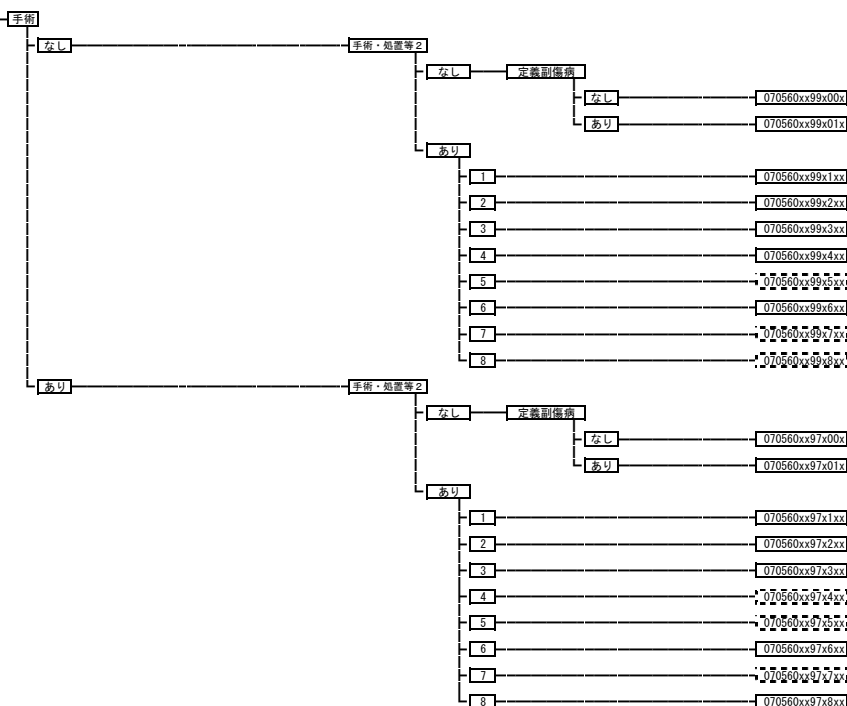 手術
なし 手術・処置等2
なし 定義副傷病
なし 070560xx99x00x
あり 070560xx99x01x
あり
1 070560xx99x1xx
2 070560xx99x2xx
3 070560xx99x3xx
4 070560xx99x4xx
5 070560xx99x5xx
6 070560xx99x6xx
7 070560xx99x7xx
8 070560xx99x8xx
あり 手術・処置等2
なし 定義副傷病
なし 070560xx97x00x
あり 070560xx97x01x
あり
1 070560xx97x1xx
2 070560xx97x2xx
3 070560xx97x3xx
4 070560xx97x4xx
5 070560xx97x5xx
6 070560xx97x6xx
7 070560xx97x7xx
8 070560xx97x8xx